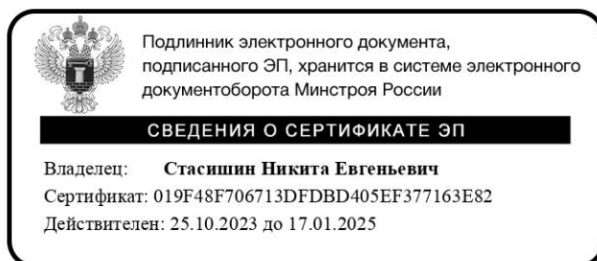 Подлинник электронного документа,
подписанного ЭП, хранится в системе электронного
документоборота Минстроя России
СВЕДЕНИЯ О СЕРТИФИКАТЕ ЭП
Владелец: Стасишин Никита Евгеньевич
Сертификат: 019F48F706713DFDBD405EF377163E82
Действителен: 25.10.2023 до 17.01.2025